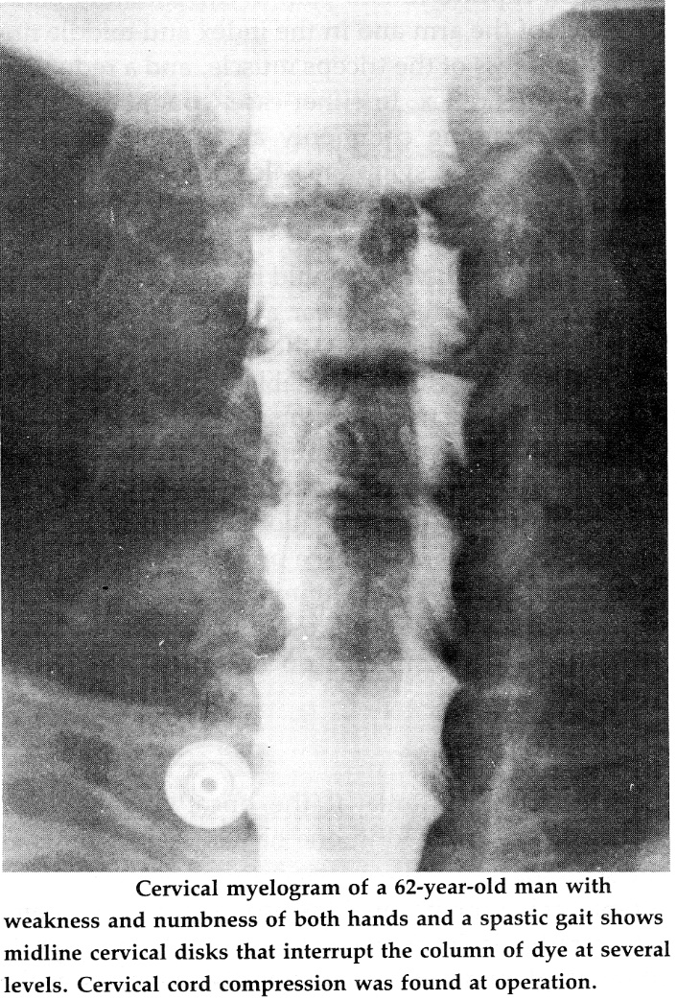 Cervical myelogram of a 62-year-old man with
weakness and numbness of both hands and a spastic gait shows
midline cervical disks that interrupt the column of dye at several
levels. Cervical cord compression was found at operation.